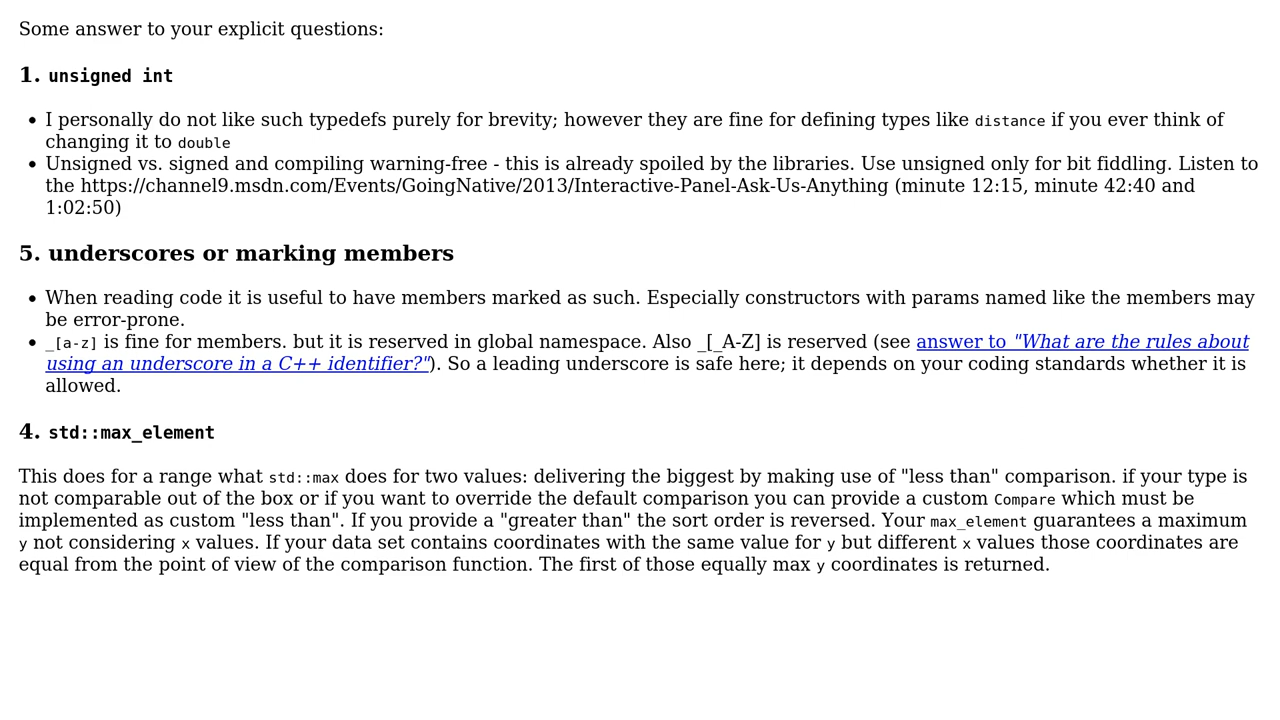 Some answer to your explicit questions:
1. unsigned int
• I personally do not like such typedefs purely for brevity; however they are fine for defining types like distance if you ever think of
changing it to double
• Unsigned vs. signed and compiling warning-free - this is already spoiled by the libraries. Use unsigned only for bit fiddling. Listen to
the https://channel9.msdn.com/Events/GoingNative/2013/Interactive-Panel-Ask-Us-Anything (minute 12:15, minute 42:40 and
1:02:50)
5. underscores or marking members
• When reading code it is useful to have members marked as such. Especially constructors with params named like the members may
be error-prone.
• _[a-z] is fine for members. but it is reserved in global namespace. Also _[_A-Z] is reserved (see answer to "What are the rules about
using an underscore in a C++ identifier?"). So a leading underscore is safe here; it depends on your coding standards whether it is
allowed.
4. std::max_element
This does for a range what std::max does for two values: delivering the biggest by making use of "less than" comparison. if your type is
not comparable out of the box or if you want to override the default comparison you can provide a custom Compare which must be
implemented as custom "less than". If you provide a "greater than" the sort order is reversed. Your max_element guarantees a maximum
y not considering x values. If your data set contains coordinates with the same value for y but different x values those coordinates are
equal from the point of view of the comparison function. The first of those equally max y coordinates is returned.